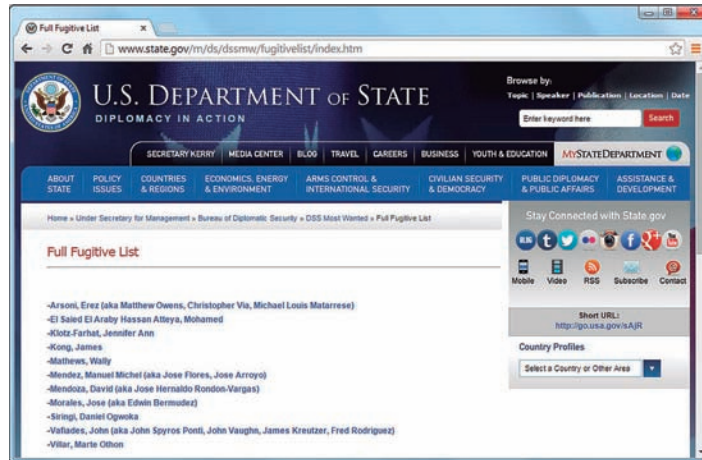 Full Fugitive List
www.state.gov/m/ds/dssmw/fugitivelist/index.htm
U.S. DEPARTMENT OF STATE
DIPLOMACY IN ACTION
Browse by:
Topic | Speaker | Publication | Location | Date
Enter keyword here
Search
SECRETARY KERRY | MEDIA CENTER | BLOG | TRAVEL | CAREERS | BUSINESS | YOUTH & EDUCATION
MYSTATEDEPARTMENT
ABOUT STATE
POLICY ISSUES
COUNTRIES & REGIONS
ECONOMICS, ENERGY & ENVIRONMENT
ARMS CONTROL & INTERNATIONAL SECURITY
CIVILIAN SECURITY & DEMOCRACY
PUBLIC DIPLOMACY & PUBLIC AFFAIRS
ASSISTANCE & DEVELOPMENT
Home » Under Secretary for Management » Bureau of Diplomatic Security » DSS Most Wanted » Full Fugitive List
Full Fugitive List
-Arsoni, Erez (aka Matthew Owens, Christopher Via, Michael Louis Matarrese)
-El Saied El Araby Hassan Atteya, Mohamed
-Klotz-Farhat, Jennifer Ann
-Kong, James
-Mathews, Wally
-Mendez, Manuel Michel (aka Jose Flores, Jose Arroyo)
-Mendoza, David (aka Jose Hernaldo Rondon-Vargas)
-Morales, Jose (aka Edwin Bermudez)
-Siringi, Daniel Ogwoka
-Vafiades, John (aka John Spyros Ponti, John Vaughn, James Kreutzer, Fred Rodriguez)
-Villar, Marte Othon
Stay Connected with State.gov
BLOG
Mobile
Video
RSS
Subscribe
Contact
Short URL:
http://go.usa.gov/sAjR
Country Profiles
Select a Country or Other Area